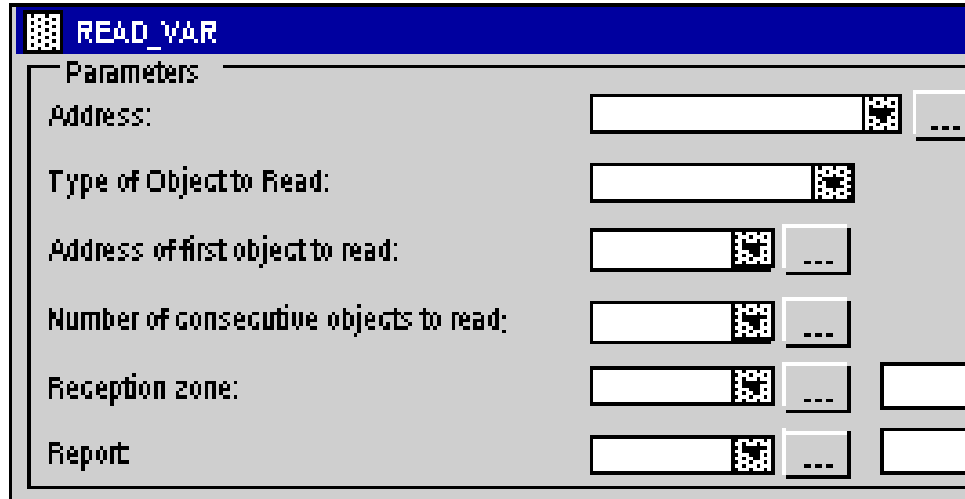 READ_VAR
Parameters
Address:
...
Type of Object to Read:
Address of first object to read:
...
Number of consecutive objects to read:
...
Reception zone:
...
Report:
...